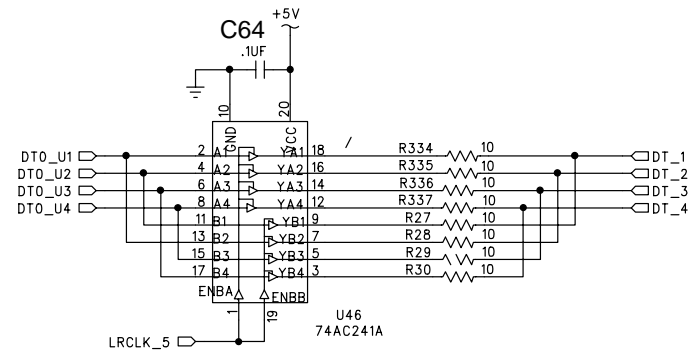 +5V
C64
.1UF
10
20
GND
VCC
DT0_U1 2 A1 YA1 18 / R334 10 DT_1
DT0_U2 4 A2 YA2 16 R335 10 DT_2
DT0_U3 6 A3 YA3 14 R336 10 DT_3
DT0_U4 8 A4 YA4 12 R337 10 DT_4
11 B1 YB1 9 R27 10
13 B2 YB2 7 R28 10
15 B3 YB3 5 R29 10
17 B4 YB4 3 R30 10
ENBA ENBB
1 19
U46
74AC241A
LRCLK_5